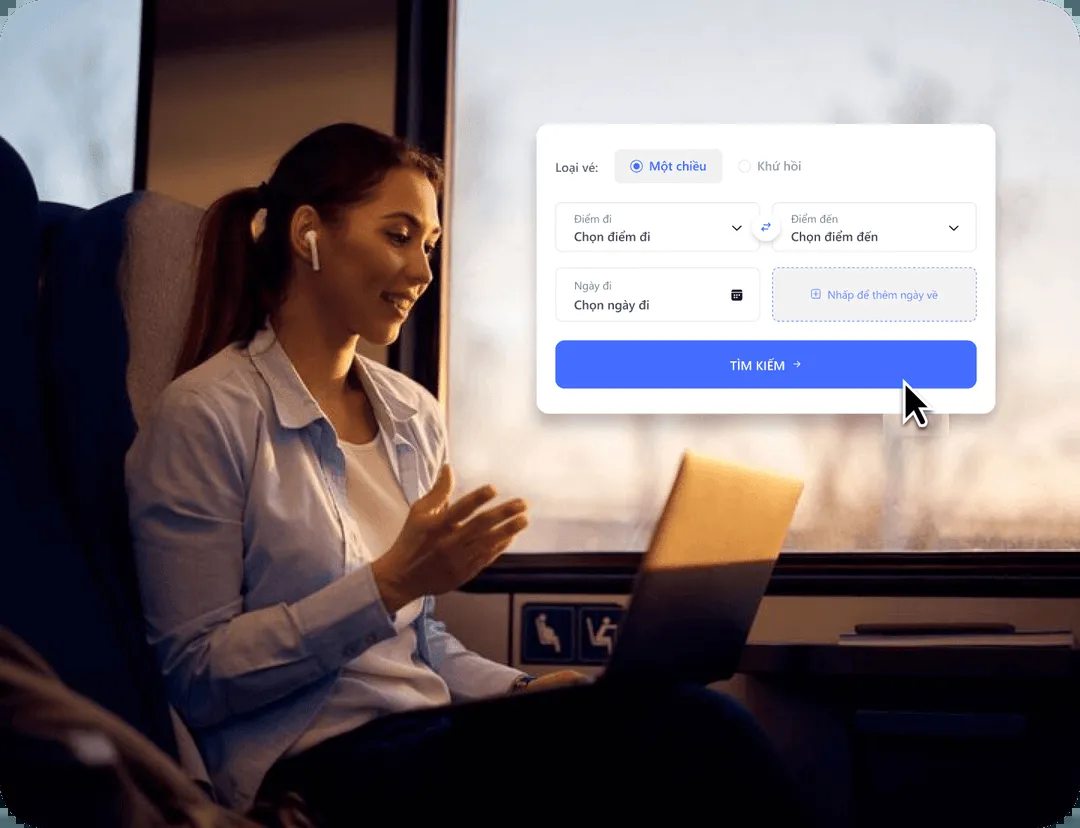 Loại vé:
Một chiều
Khứ hồi
Điểm đi
Chọn điểm đi
Điểm đến
Chọn điểm đến
Ngày đi
Chọn ngày đi
Nhấp để thêm ngày về
TÌM KIẾM →